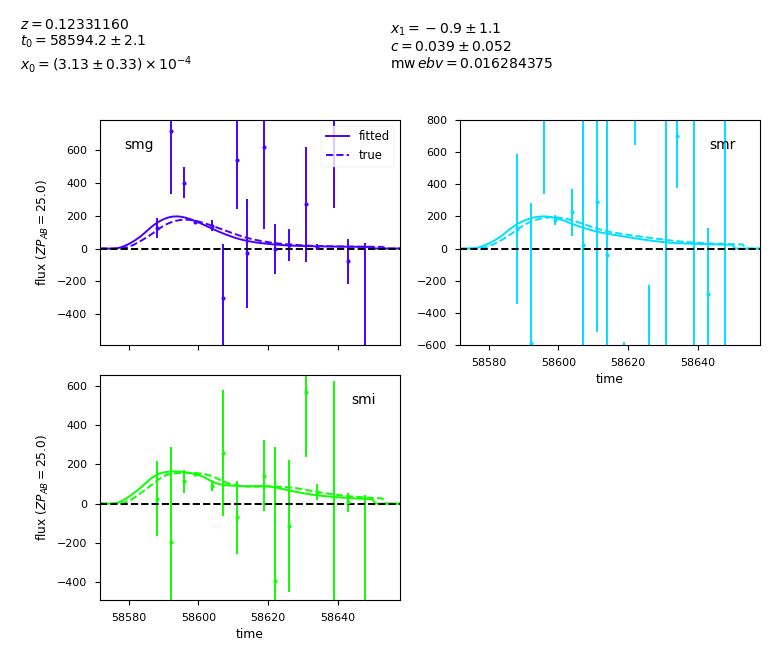 z = 0.12331160
t₀ = 58594.2 ± 2.1
x₀ = (3.13 ± 0.33) × 10⁻⁴
x₁ = −0.9 ± 1.1
c = 0.039 ± 0.052
mw ebv = 0.016284375
smg
fitted
true
600
400
200
0
−200
−400
flux (ZP_AB = 25.0)
smr
800
600
400
200
0
−200
−400
−600
58580 58600 58620 58640
time
smi
600
400
200
0
−200
−400
flux (ZP_AB = 25.0)
58580 58600 58620 58640
time